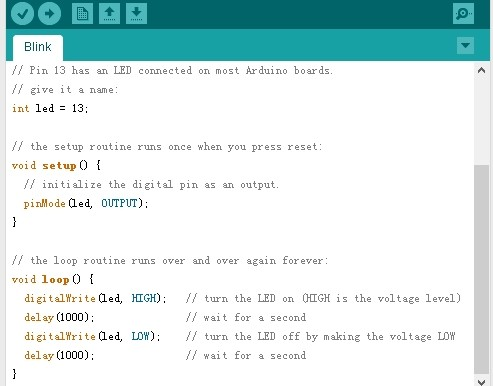 Blink
// Pin 13 has an LED connected on most Arduino boards.
// give it a name:
int led = 13;
// the setup routine runs once when you press reset:
void setup() {
// initialize the digital pin as an output.
pinMode(led, OUTPUT);
}
// the loop routine runs over and over again forever:
void loop() {
digitalWrite(led, HIGH);   // turn the LED on (HIGH is the voltage level)
delay(1000);               // wait for a second
digitalWrite(led, LOW);    // turn the LED off by making the voltage LOW
delay(1000);               // wait for a second
}